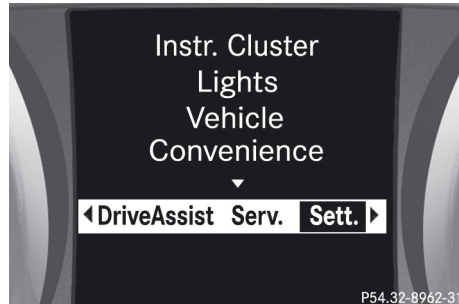 Instr. Cluster
Lights
Vehicle
Convenience
DriveAssist Serv. Sett.
P54.32-8962-31